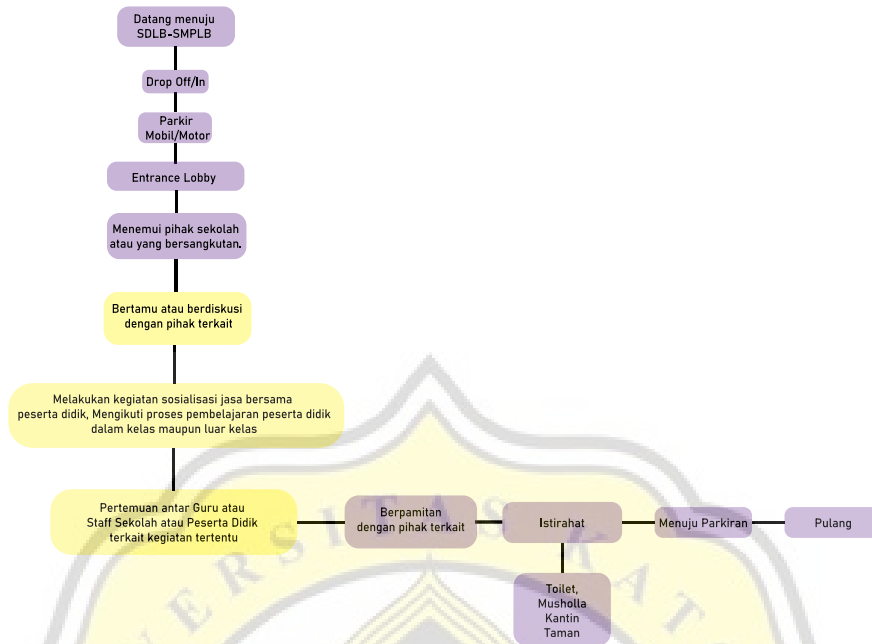 Datang menuju
SDLB-SMPLB
Drop Off/In
Parkir
Mobil/Motor
Entrance Lobby
Menemui pihak sekolah
atau yang bersangkutan.
Bertamu atau berdiskusi
dengan pihak terkait
Melakukan kegiatan sosialisasi jasa bersama
peserta didik, Mengikuti proses pembelajaran peserta didik
dalam kelas maupun luar kelas
Pertemuan antar Guru atau
Staff Sekolah atau Peserta Didik
terkait kegiatan tertentu
Berpamitan
dengan pihak terkait
Istirahat
Menuju Parkiran
Pulang
Toilet,
Musholla
Kantin
Taman
ERSITAS KAT